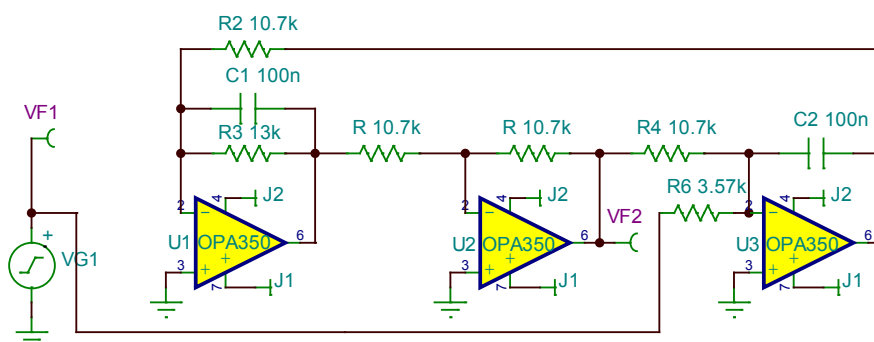 R2 10.7k
C1 100n
VF1
R3 13k
R 10.7k
R 10.7k
R4 10.7k
C2 100n
R6 3.57k
+
VG1
2
4
J2
−
U1
OPA350
6
3
+
+
7
J1
2
4
J2
−
U2
OPA350
6
VF2
3
+
+
7
J1
2
4
J2
−
U3
OPA350
6
3
+
+
7
J1